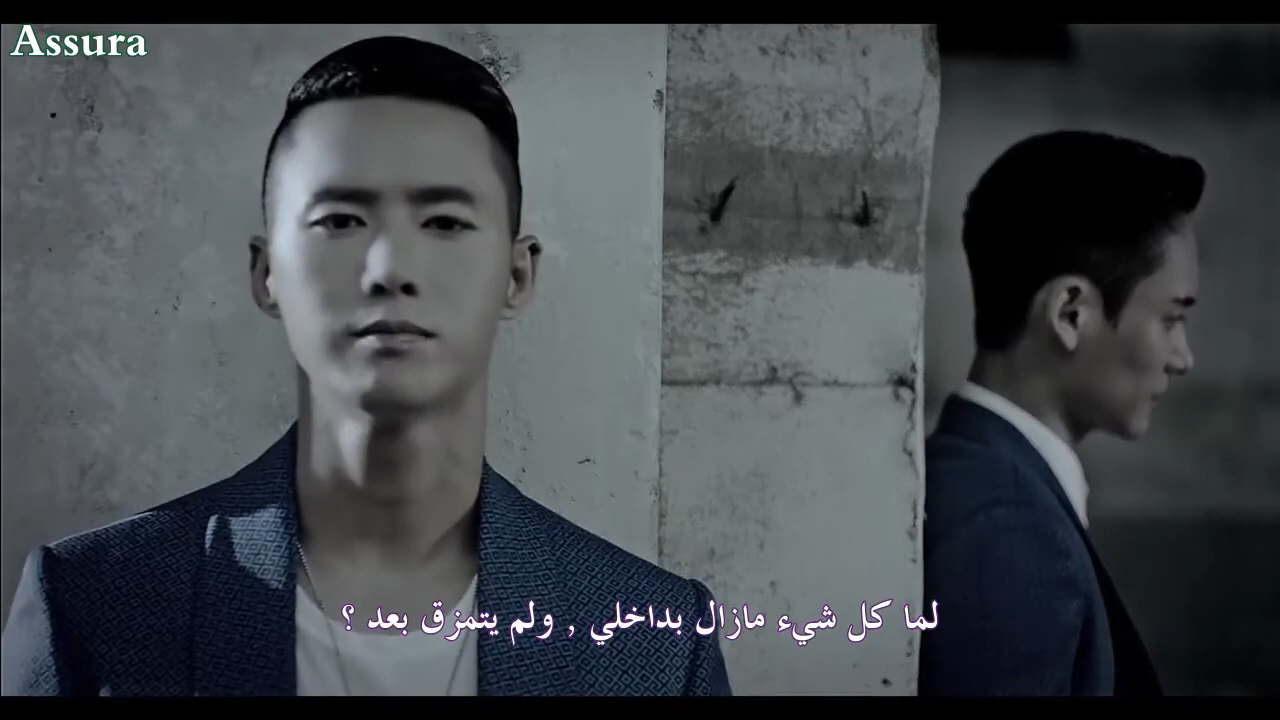 Assura
لما كل شيء مازال بداخلي , ولم يتمزق بعد ؟